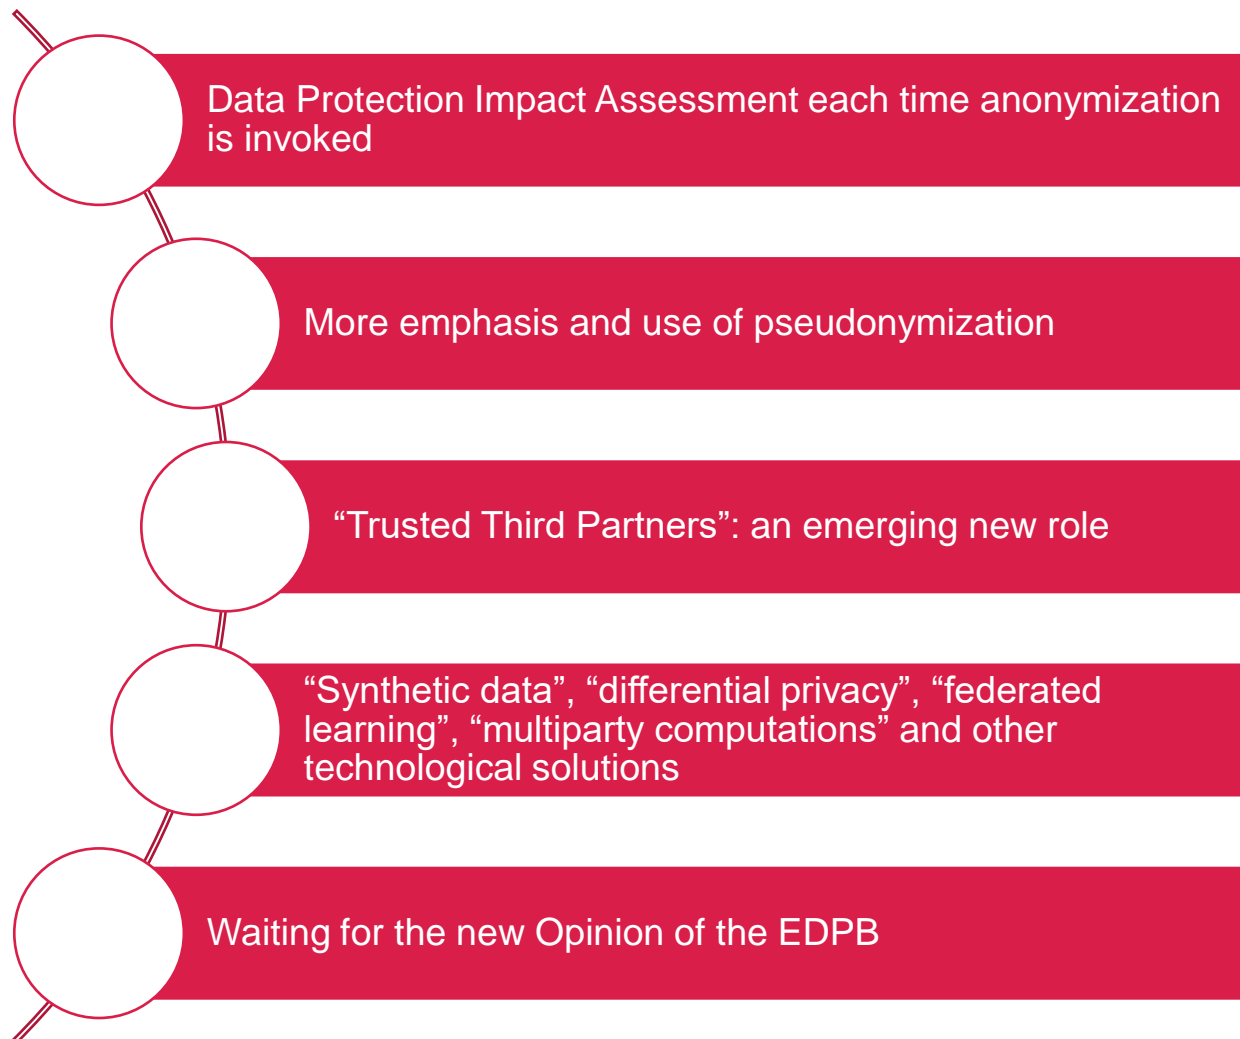 Data Protection Impact Assessment each time anonymization
is invoked
More emphasis and use of pseudonymization
“Trusted Third Partners”: an emerging new role
“Synthetic data”, “differential privacy”, “federated
learning”, “multiparty computations” and other
technological solutions
Waiting for the new Opinion of the EDPB